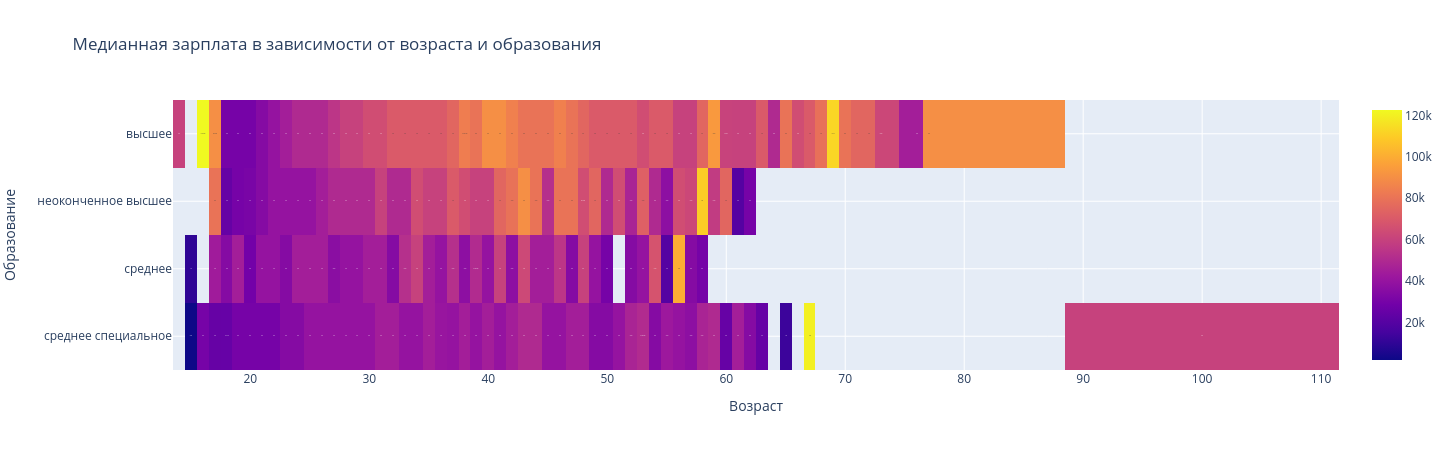 Медианная зарплата в зависимости от возраста и образования
Образование
высшее
неоконченное высшее
среднее
среднее специальное
20 30 40 50 60 70 80 90 100 110
Возраст
120k
100k
80k
60k
40k
20k